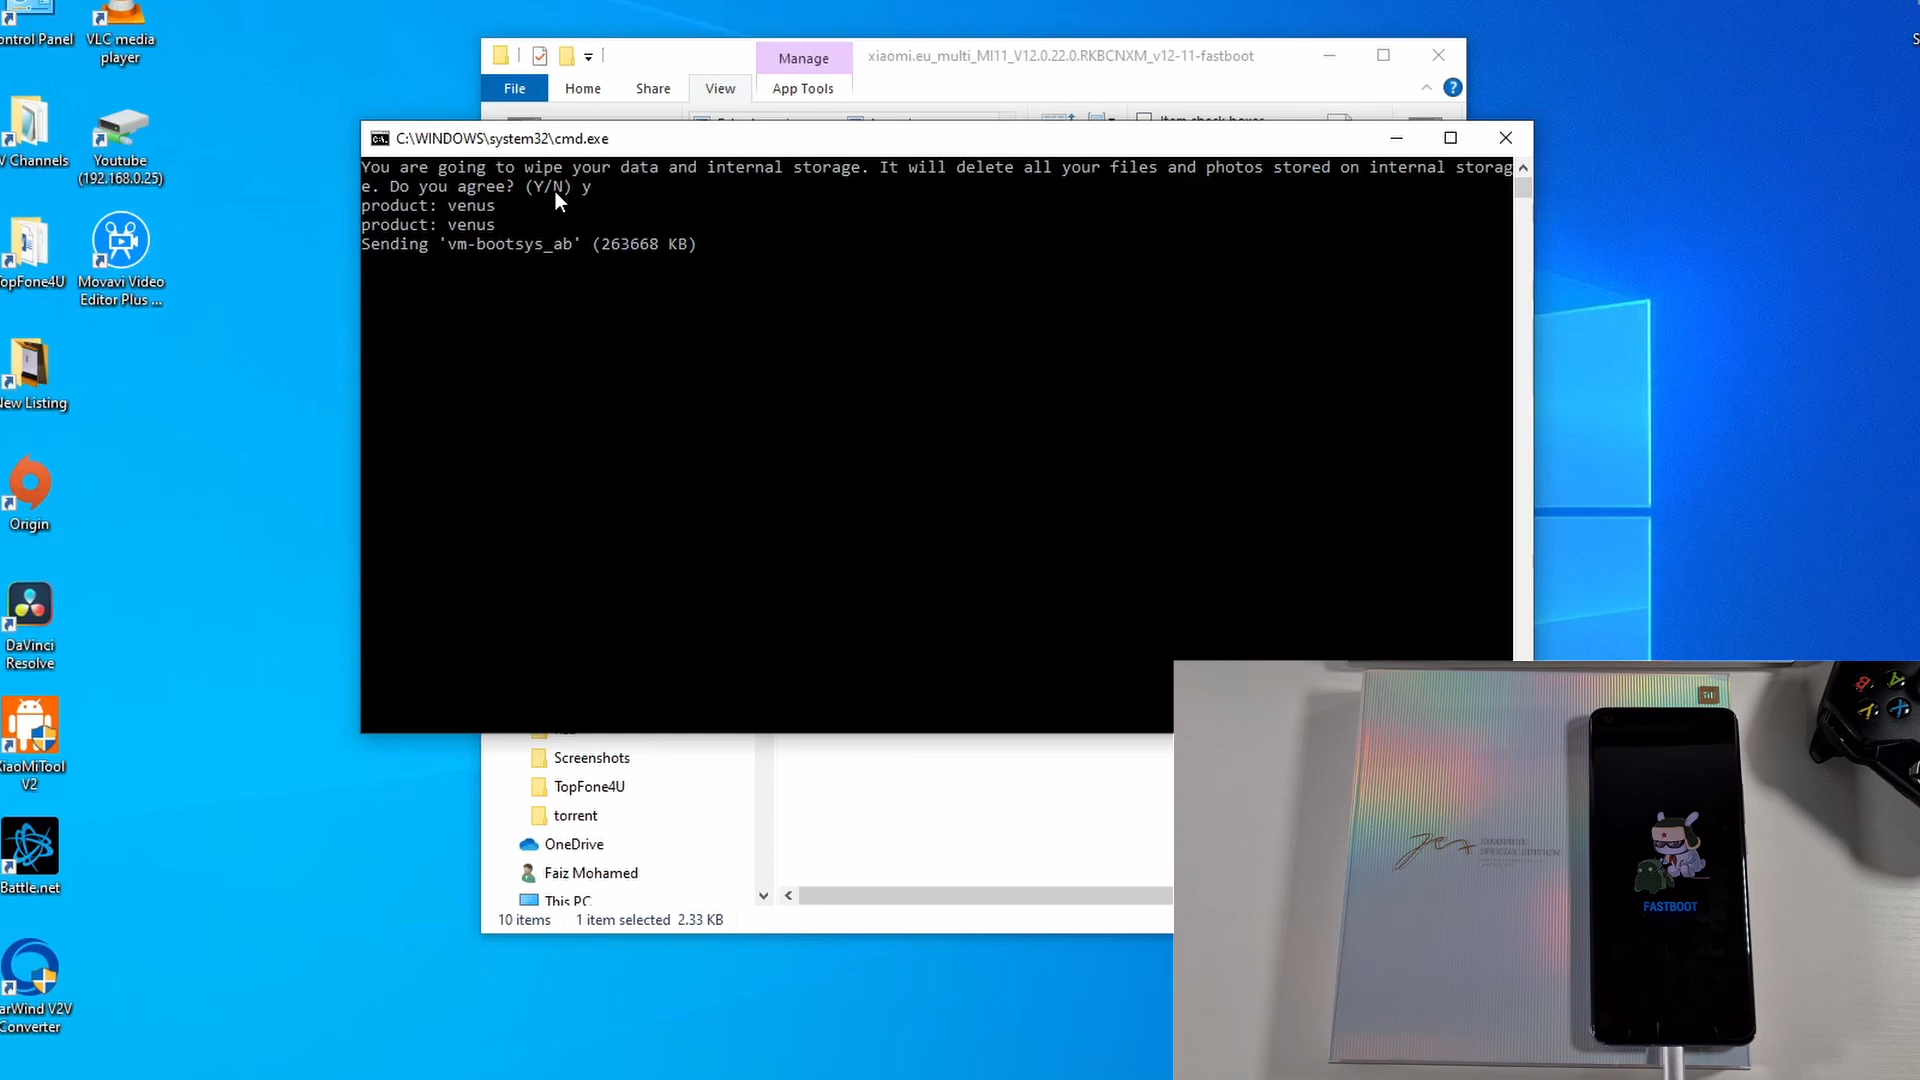 ontrol Panel
VLC media
player
V Channels
Youtube
(192.168.0.25)
TopFone4U
Movavi Video
Editor Plus ...
New Listing
Origin
DaVinci
Resolve
XiaoMiTool
V2
Battle.net
arWind V2V
Converter
Manage
xiaomi.eu_multi_MI11_V12.0.22.0.RKBCNXM_v12-11-fastboot
File
Home
Share
View
App Tools
C:\WINDOWS\system32\cmd.exe
You are going to wipe your data and internal storage. It will delete all your files and photos stored on internal storag
e. Do you agree? (Y/N) y
product: venus
product: venus
Sending 'vm-bootsys_ab' (263668 KB)
Screenshots
TopFone4U
torrent
OneDrive
Faiz Mohamed
This PC
10 items
1 item selected 2.33 KB
SPECIAL EDITION
FASTBOOT
B
A
Y
X